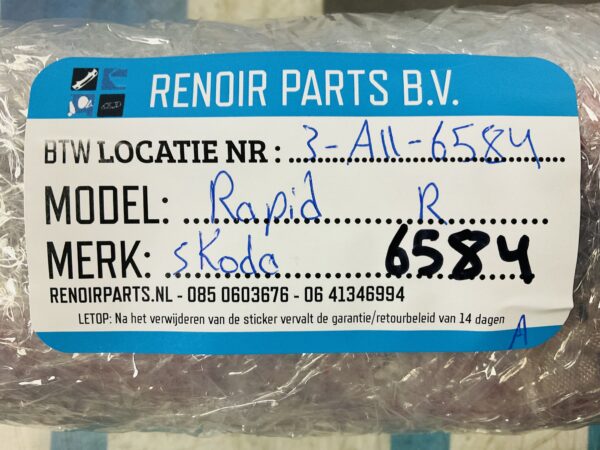 RENOIR PARTS B.V.
BTW LOCATIE NR : 3-A11-6584
MODEL: Rapid R
MERK: skoda 6584
RENOIRPARTS.NL - 085 0603676 - 06 41346994
LETOP: Na het verwijderen van de sticker vervalt de garantie/retourbeleid van 14 dagen
A